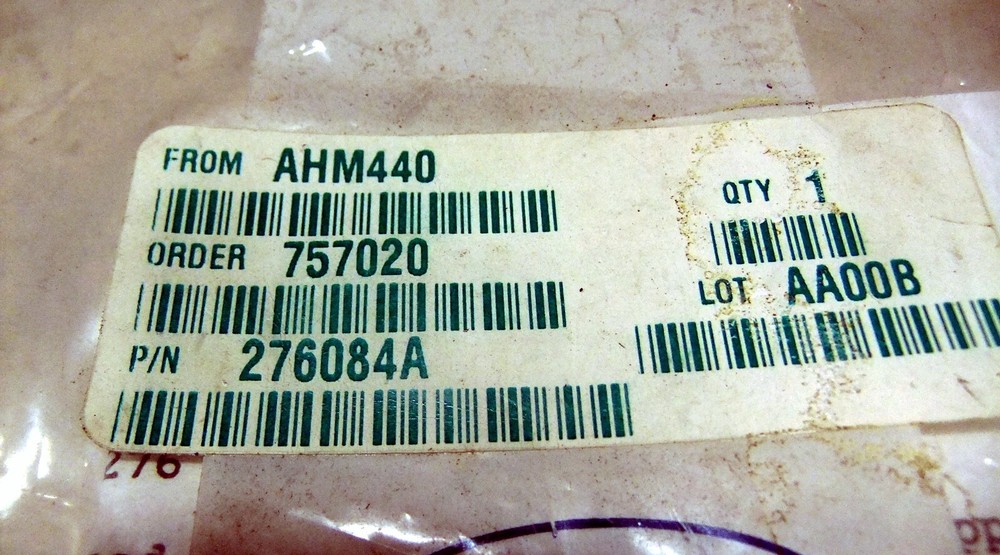 FROM AHM440
ORDER 757020
P/N 276084A
QTY 1
LOT AA00B
276